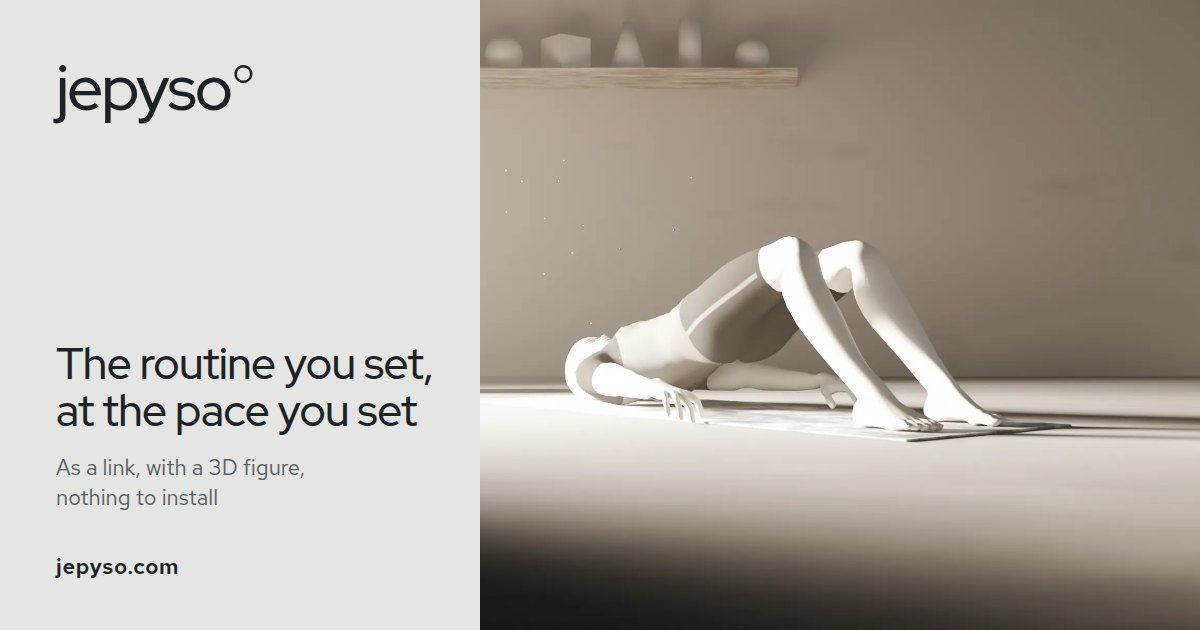 jepyso°
The routine you set,
at the pace you set
As a link, with a 3D figure,
nothing to install
jepyso.com